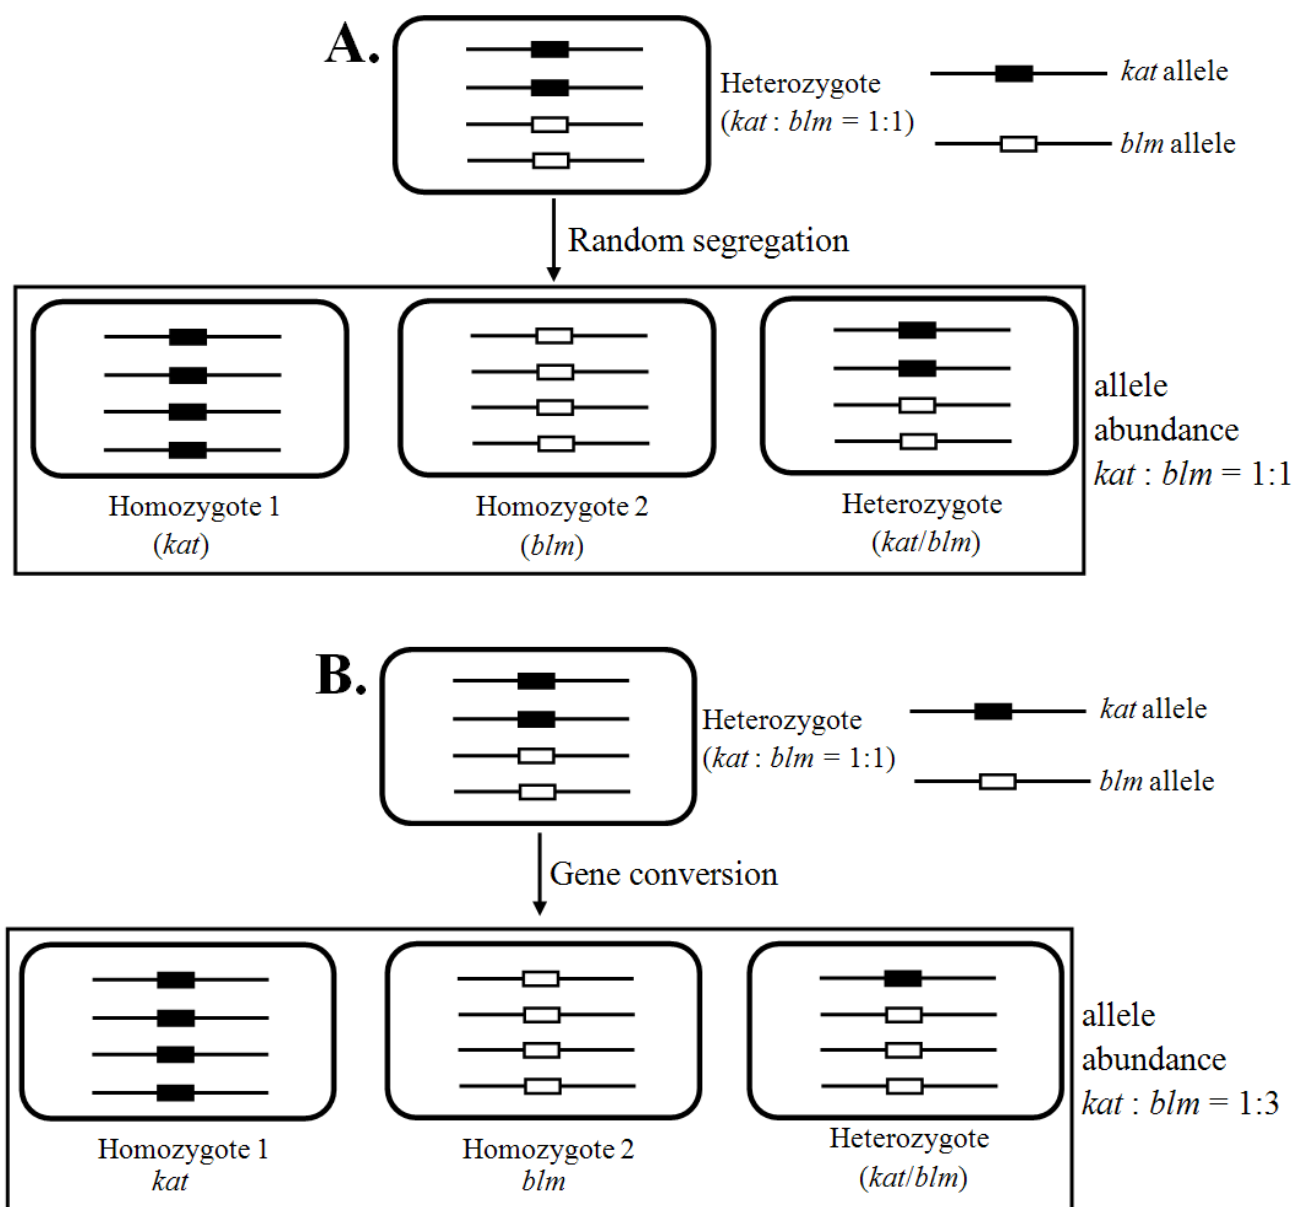 A.
Heterozygote
(kat : blm = 1:1)
kat allele
blm allele
Random segregation
Homozygote 1
(kat)
Homozygote 2
(blm)
Heterozygote
(kat/blm)
allele
abundance
kat : blm = 1:1
B.
Heterozygote
(kat : blm = 1:1)
kat allele
blm allele
Gene conversion
Homozygote 1
kat
Homozygote 2
blm
Heterozygote
(kat/blm)
allele
abundance
kat : blm = 1:3